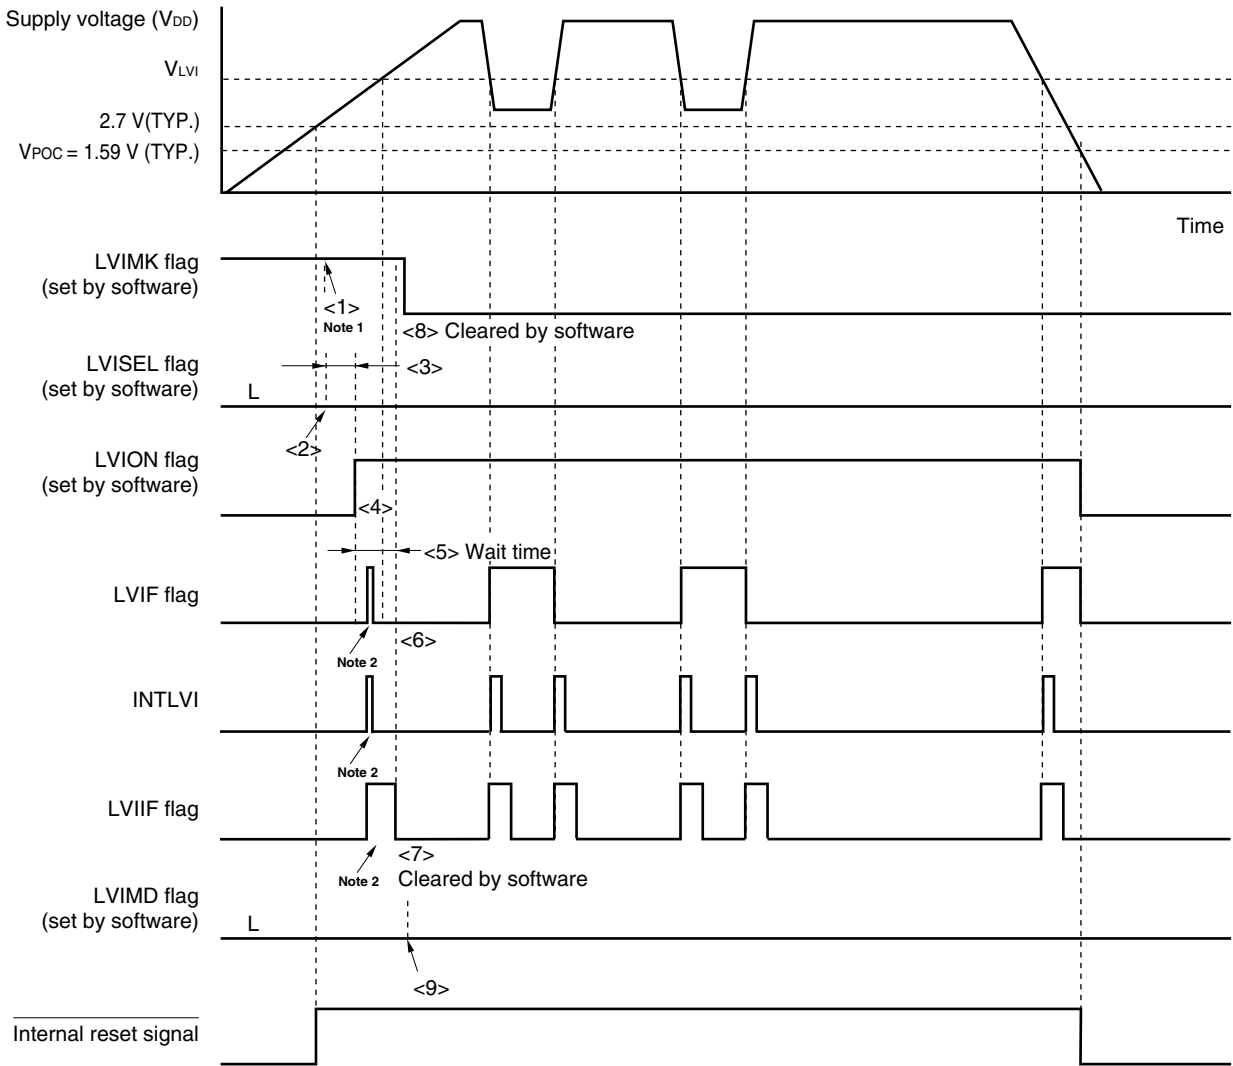 Supply voltage (VDD)
VLVI
2.7 V(TYP.)
VPOC = 1.59 V (TYP.)
Time
LVIMK flag
(set by software)
<1>
Note 1
<8> Cleared by software
LVISEL flag
(set by software)
L
<3>
<2>
LVION flag
(set by software)
<4>
<5> Wait time
LVIF flag
<6>
Note 2
INTLVI
Note 2
LVIIF flag
<7>
Note 2
Cleared by software
LVIMD flag
(set by software)
L
<9>
Internal reset signal